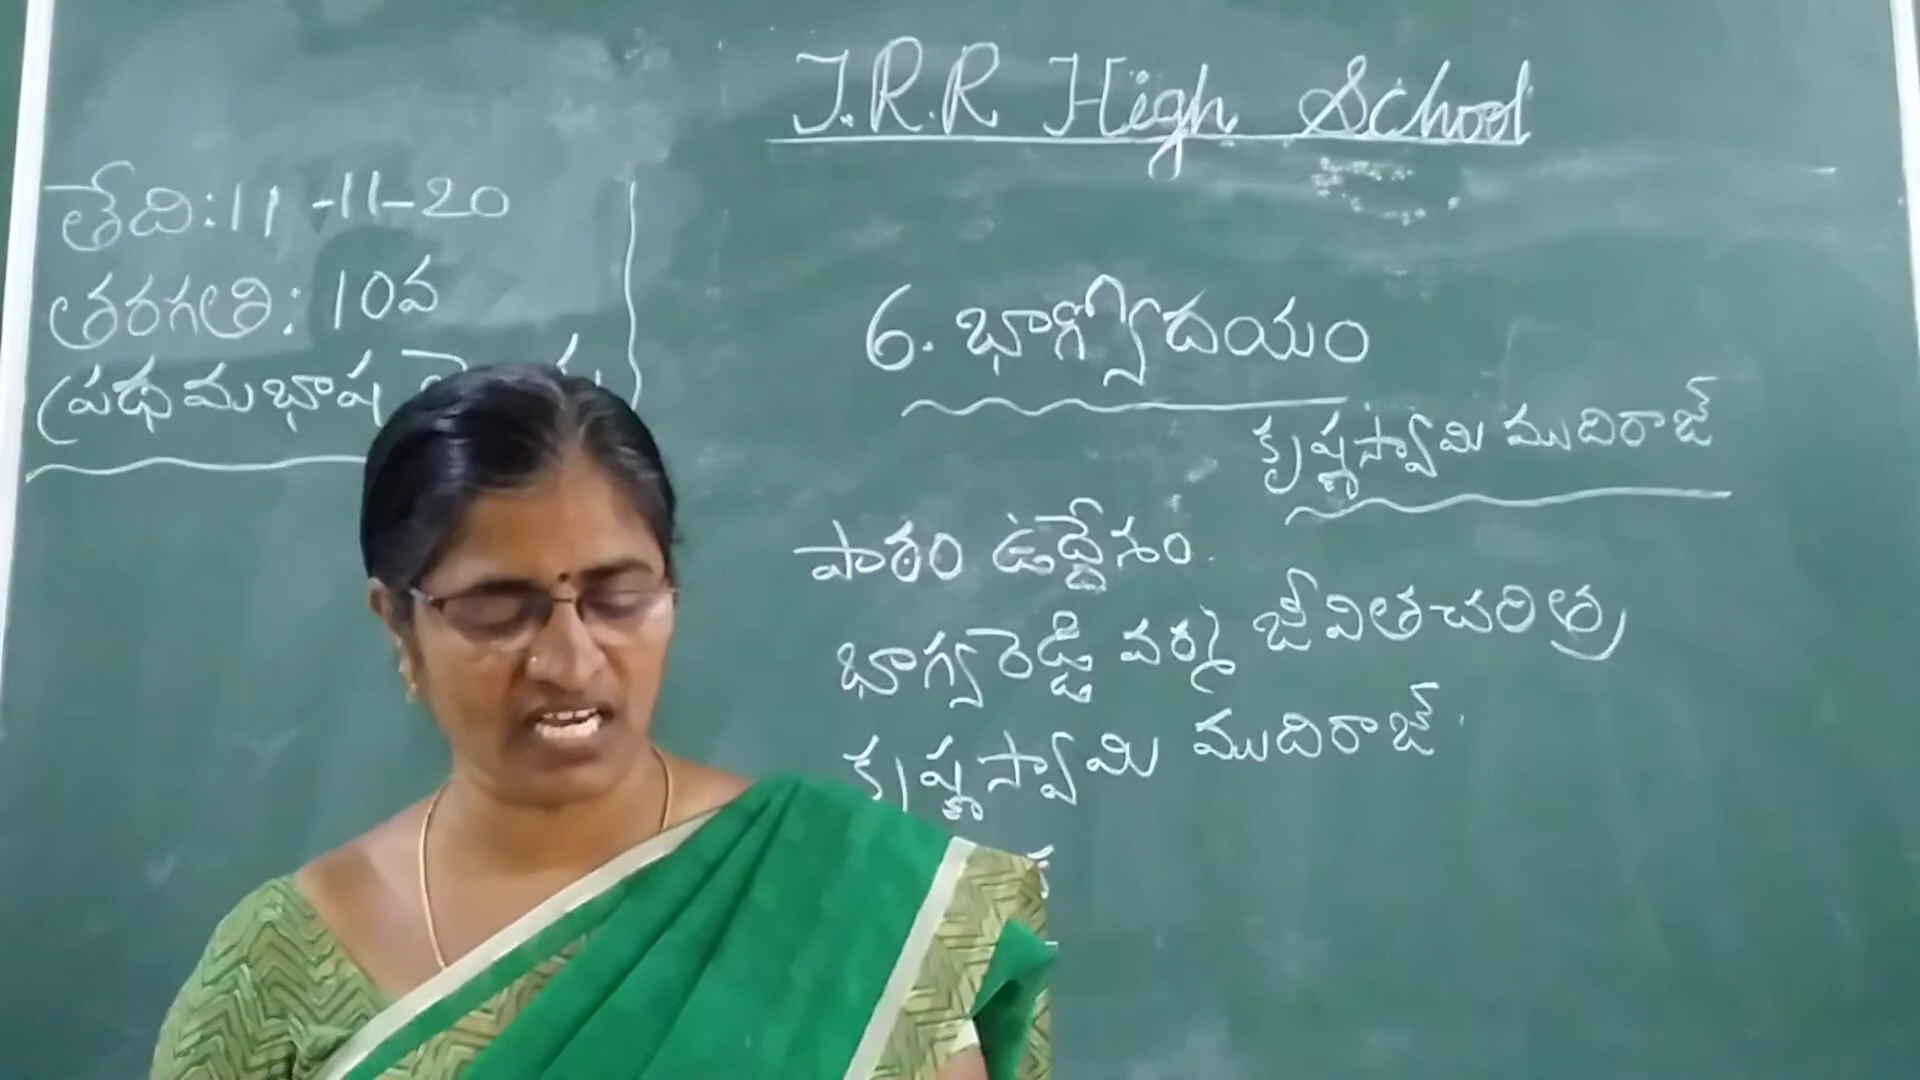 J.R.R High School
తేది:11-11-20
తరగతి: 10వ
(ప్రథమభాష
6. భాగ్యోదయం
కృష్ణస్వామి ముదిరాజ్
పాఠం ఉద్దేశం.
భాగ్యరెడ్డి వర్మ జీవితచరిత్ర
కృష్ణస్వామి ముదిరాజ్.